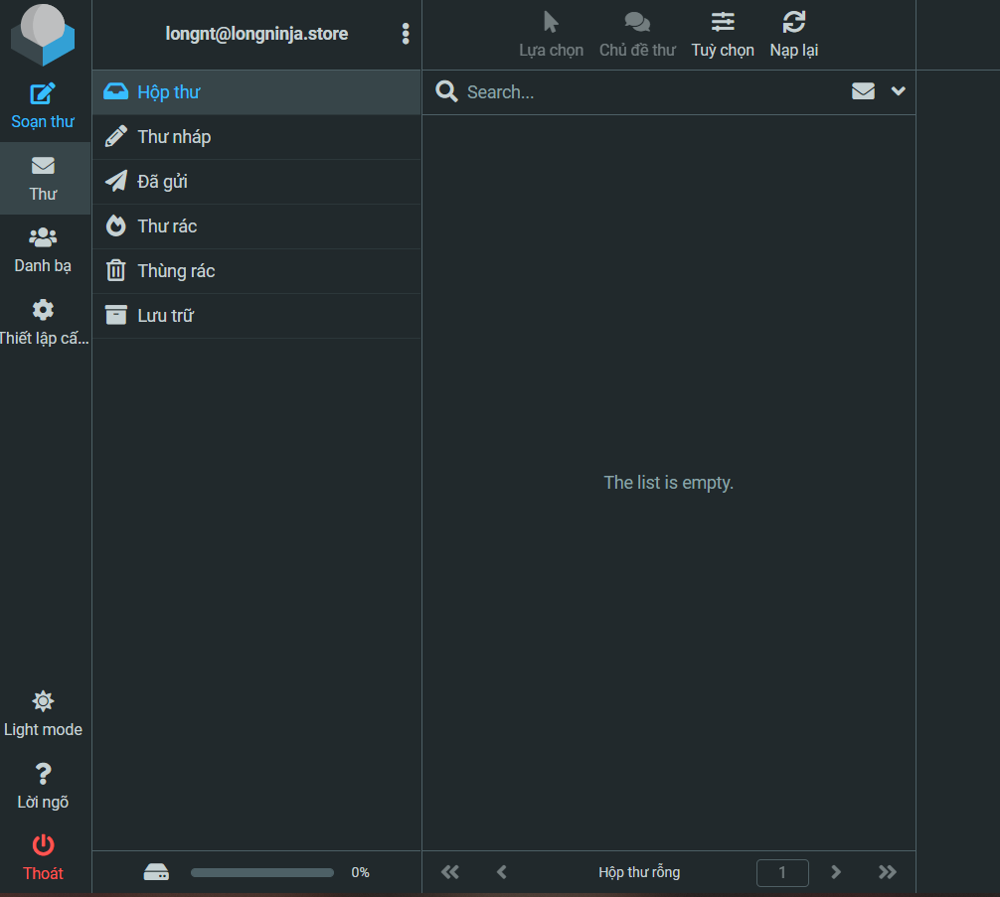 Soạn thư
Thư
Danh bạ
Thiết lập cấ...
Light mode
Lời ngõ
Thoát
longnt@longninja.store
Hộp thư
Thư nháp
Đã gửi
Thư rác
Thùng rác
Lưu trữ
0%
Lựa chọn
Chủ đề thư
Tuỳ chọn
Nạp lại
Search...
The list is empty.
Hộp thư rỗng
1